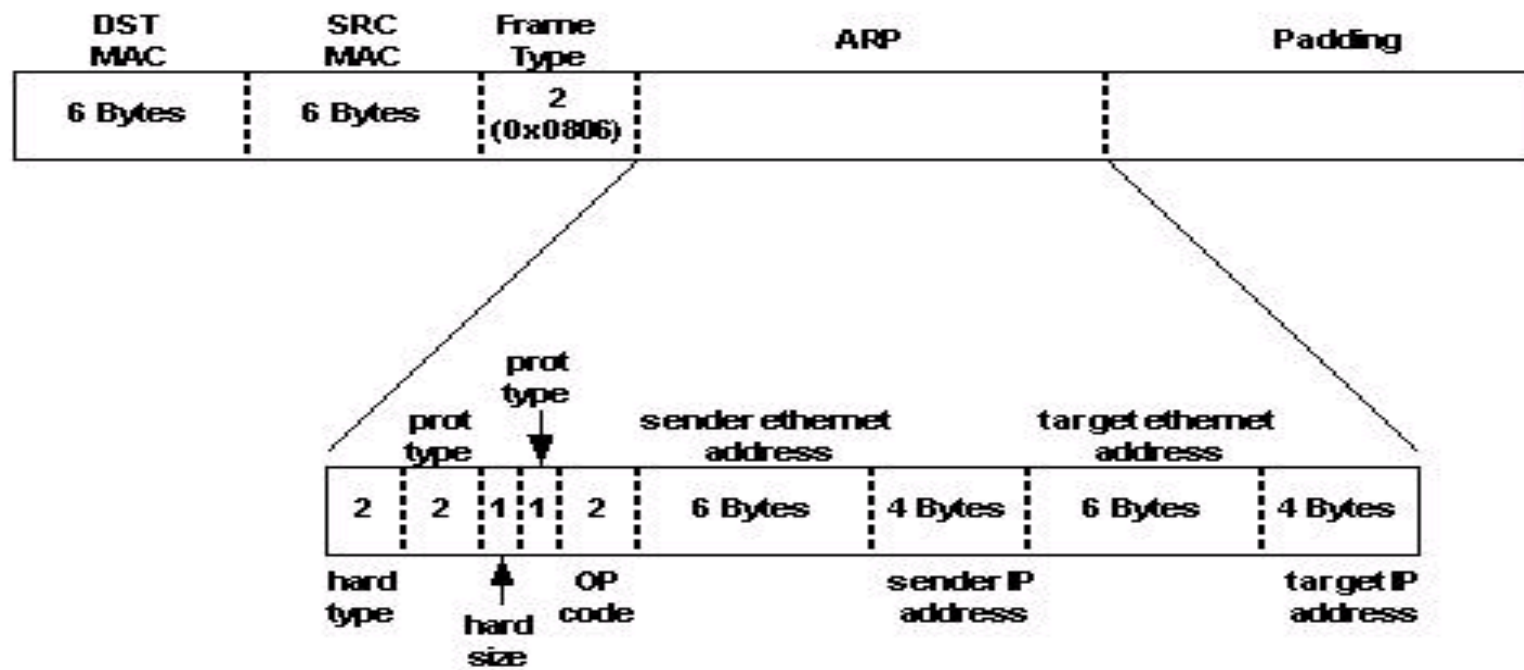 DST
MAC
SRC
MAC
Frame
Type
ARP
Padding
6 Bytes
6 Bytes
2
(0x0806)
prot
type
prot
type
sender ethernet
address
target ethernet
address
2
2
1
1
2
6 Bytes
4 Bytes
6 Bytes
4 Bytes
hard
type
hard
size
OP
code
sender IP
address
target IP
address